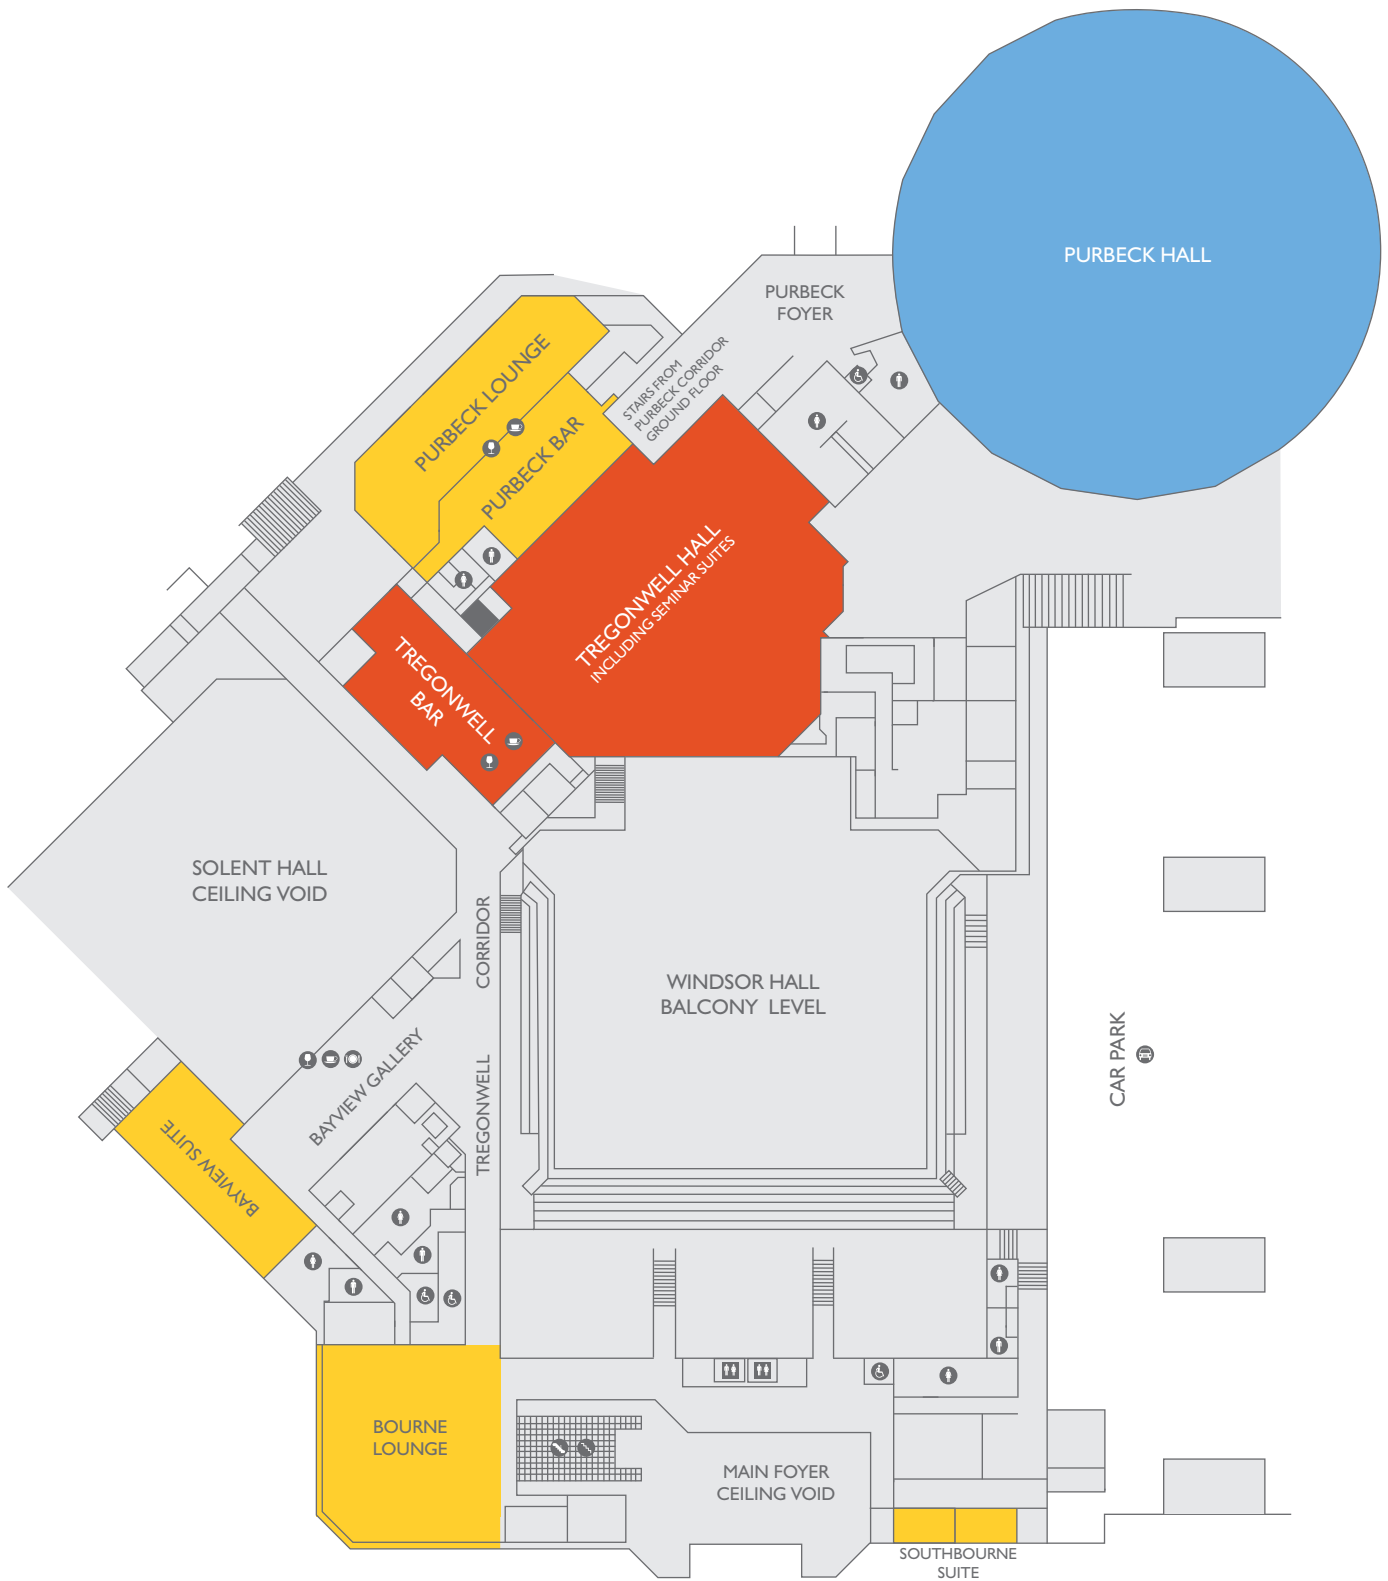 PURBECK HALL
PURBECK
FOYER
STAIRS FROM
PURBECK CORRIDOR
GROUND FLOOR
PURBECK LOUNGE
PURBECK BAR
TREGONWELL HALL
INCLUDING SEMINAR SUITES
TREGONWELL
BAR
SOLENT HALL
CEILING VOID
CORRIDOR
WINDSOR HALL
BALCONY LEVEL
CAR PARK
BAYVIEW GALLERY
TREGONWELL
BAYVIEW SUITE
BOURNE
LOUNGE
MAIN FOYER
CEILING VOID
SOUTHBOURNE
SUITE